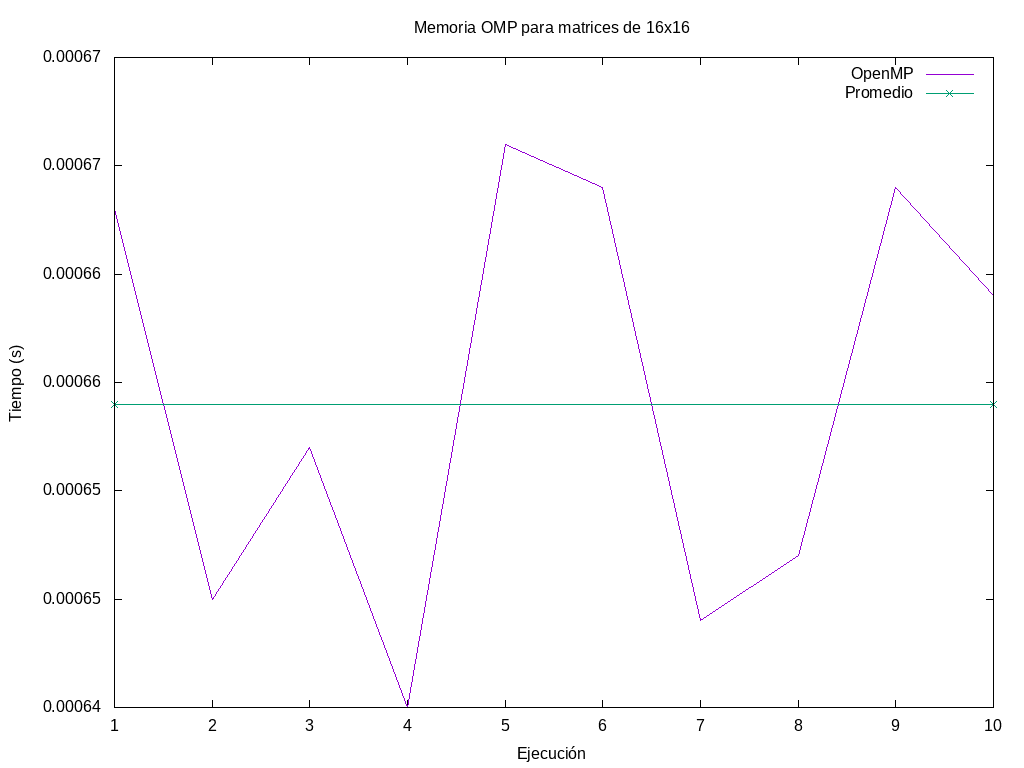 Memoria OMP para matrices de 16x16
OpenMP
Promedio
0.00067
0.00067
0.00066
0.00066
0.00065
0.00065
0.00064
Tiempo (s)
1 2 3 4 5 6 7 8 9 10
Ejecución